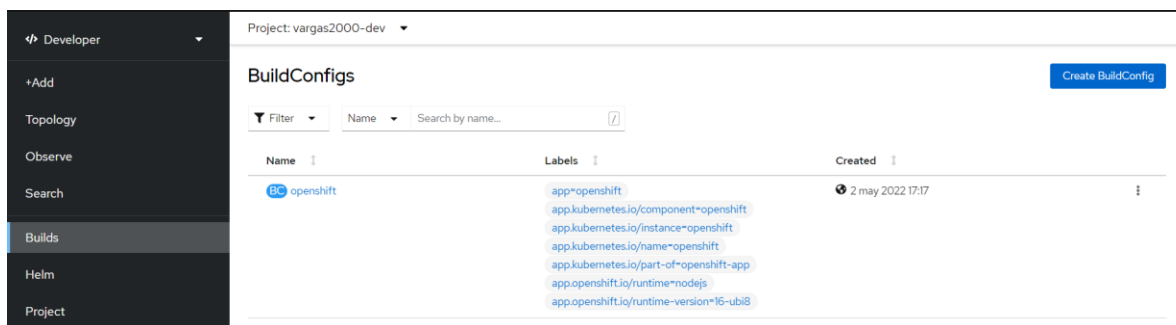 </> Developer
Project: vargas2000-dev
+Add
Topology
Observe
Search
Builds
Helm
Project
BuildConfigs
Create BuildConfig
Filter
Name
Search by name...
/
Name Labels Created
BC openshift
app=openshift
app.kubernetes.io/component=openshift
app.kubernetes.io/instance=openshift
app.kubernetes.io/name=openshift
app.kubernetes.io/part-of=openshift-app
app.openshift.io/runtime=nodejs
app.openshift.io/runtime-version=16-ubi8
2 may 2022 17:17